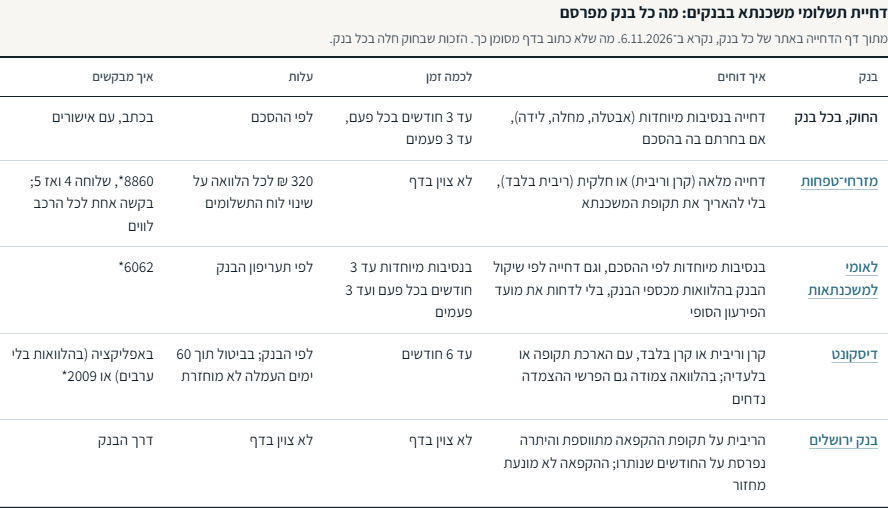 דחיית תשלומי משכנתא בבנקים: מה כל בנק מפרסם
מתוך דף הדחייה באתר של כל בנק, נקרא ב־6.11.2026. מה שלא כתוב בדף מסומן כך. הזכות שבחוק חלה בכל בנק.
בנק
איך דוחים
לכמה זמן
עלות
איך מבקשים
החוק, בכל בנק
דחייה בנסיבות מיוחדות (אבטלה, מחלה, לידה),
אם בחרתם בה בהסכם
עד 3 חודשים בכל פעם,
עד 3 פעמים
לפי ההסכם
בכתב, עם אישורים
מזרחי־טפחות
דחייה מלאה (קרן וריבית) או חלקית (ריבית בלבד),
בלי להאריך את תקופת המשכנתא
לא צוין בדף
320 ₪ לכל הלוואה על
שינוי לוח התשלומים
8860*, שלוחה 4 ואז 5;
בקשה אחת לכל הרכב
לווים
לאומי
למשכנתאות
בנסיבות מיוחדות לפי ההסכם, וגם דחייה לפי שיקול
הבנק בהלוואות מכספי הבנק, בלי לדחות את מועד
הפירעון הסופי
בנסיבות מיוחדות עד 3
חודשים בכל פעם ועד 3
פעמים
לפי תעריפון הבנק
6062*
דיסקונט
קרן וריבית או קרן בלבד, עם הארכת תקופה או
בלעדיה; בהלוואה צמודה גם הפרשי ההצמדה
נדחים
עד 6 חודשים
לפי הבנק; בביטול תוך 60
ימים העמלה לא מוחזרת
באפליקציה (בהלוואות בלי
ערבים) או 2009*
בנק ירושלים
הריבית על תקופת ההקפאה מתווספת והיתרה
נפרסת על החודשים שנותרו; ההקפאה לא מונעת
מחזור
לא צוין בדף
לא צוין בדף
דרך הבנק